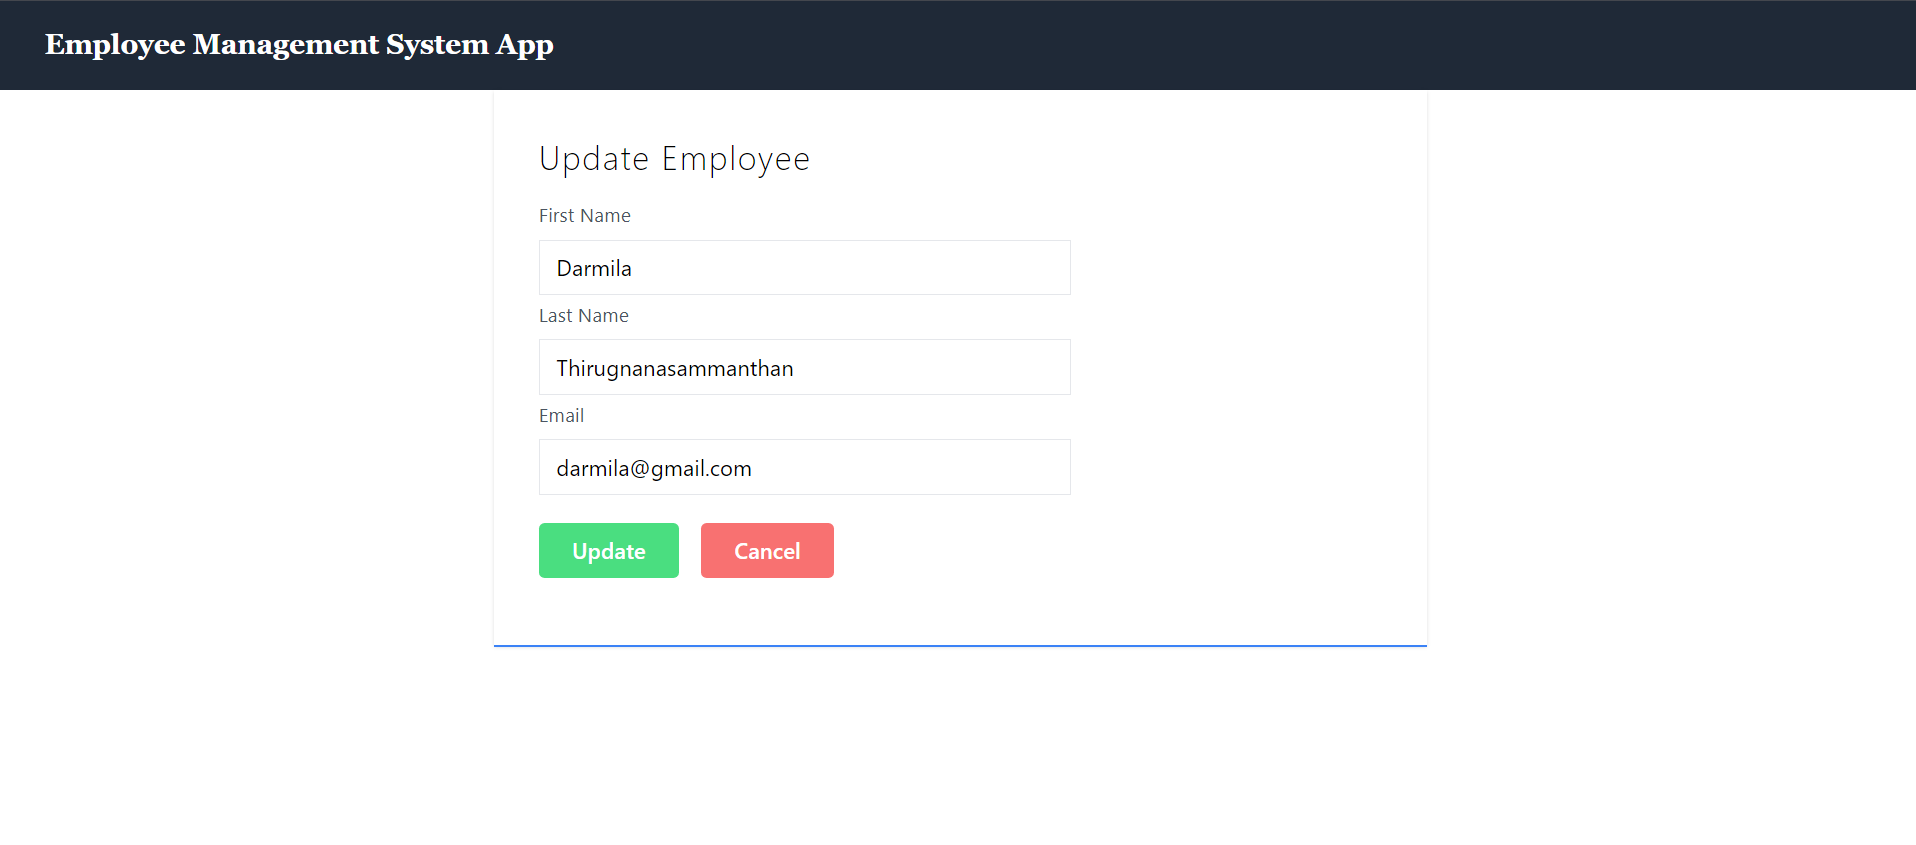 Employee Management System App
Update Employee
First Name
Darmila
Last Name
Thirugnanasammanthan
Email
darmila@gmail.com
Update Cancel